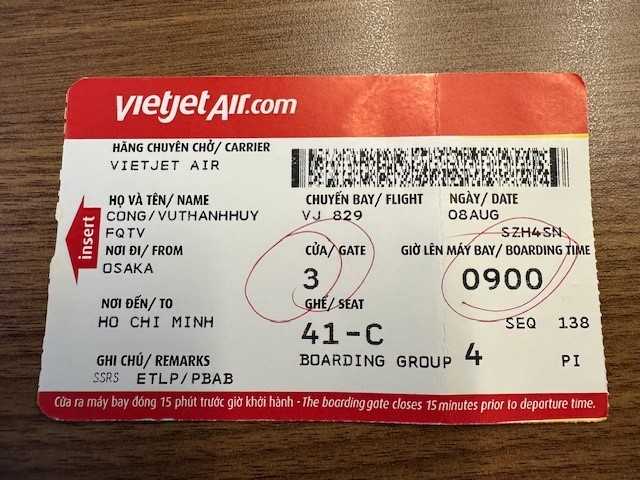 vietjetAir.com
HÃNG CHUYÊN CHỞ/ CARRIER
VIETJET AIR
HỌ VÀ TÊN/ NAME CHUYẾN BAY/ FLIGHT NGÀY/ DATE
CONG/VUTHANHHUY VJ 829 08AUG
FQTV SZH4SN
NƠI ĐI/ FROM CỬA/ GATE GIỜ LÊN MÁY BAY/ BOARDING TIME
OSAKA 3 0900
insert
NƠI ĐẾN/ TO GHẾ/ SEAT
HO CHI MINH 41-C SEQ 138
GHI CHÚ/ REMARKS BOARDING GROUP 4 PI
SSRS ETLP/PBAB
Cửa ra máy bay đóng 15 phút trước giờ khởi hành - The boarding gate closes 15 minutes prior to departure time.